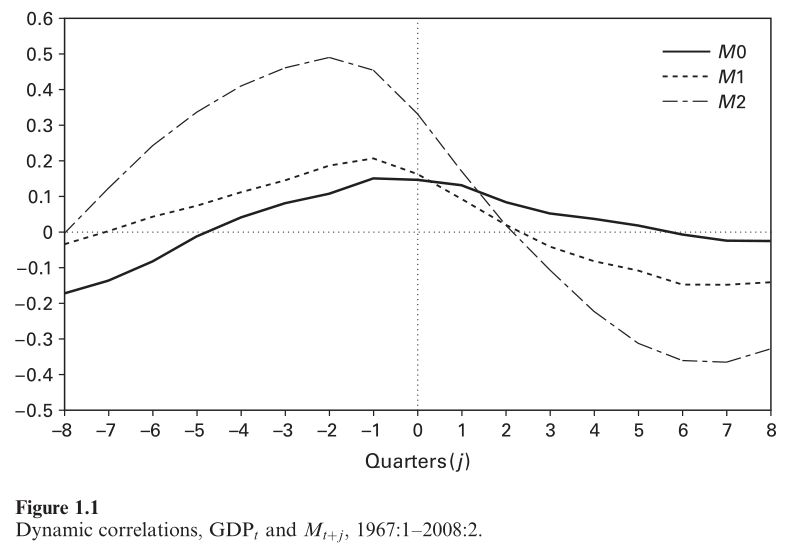 0.6
0.5
0.4
0.3
0.2
0.1
0
−0.1
−0.2
−0.3
−0.4
−0.5
M0
M1
M2
−8 −7 −6 −5 −4 −3 −2 −1 0 1 2 3 4 5 6 7 8
Quarters (j)
Figure 1.1
Dynamic correlations, GDPt and Mt+j, 1967:1–2008:2.